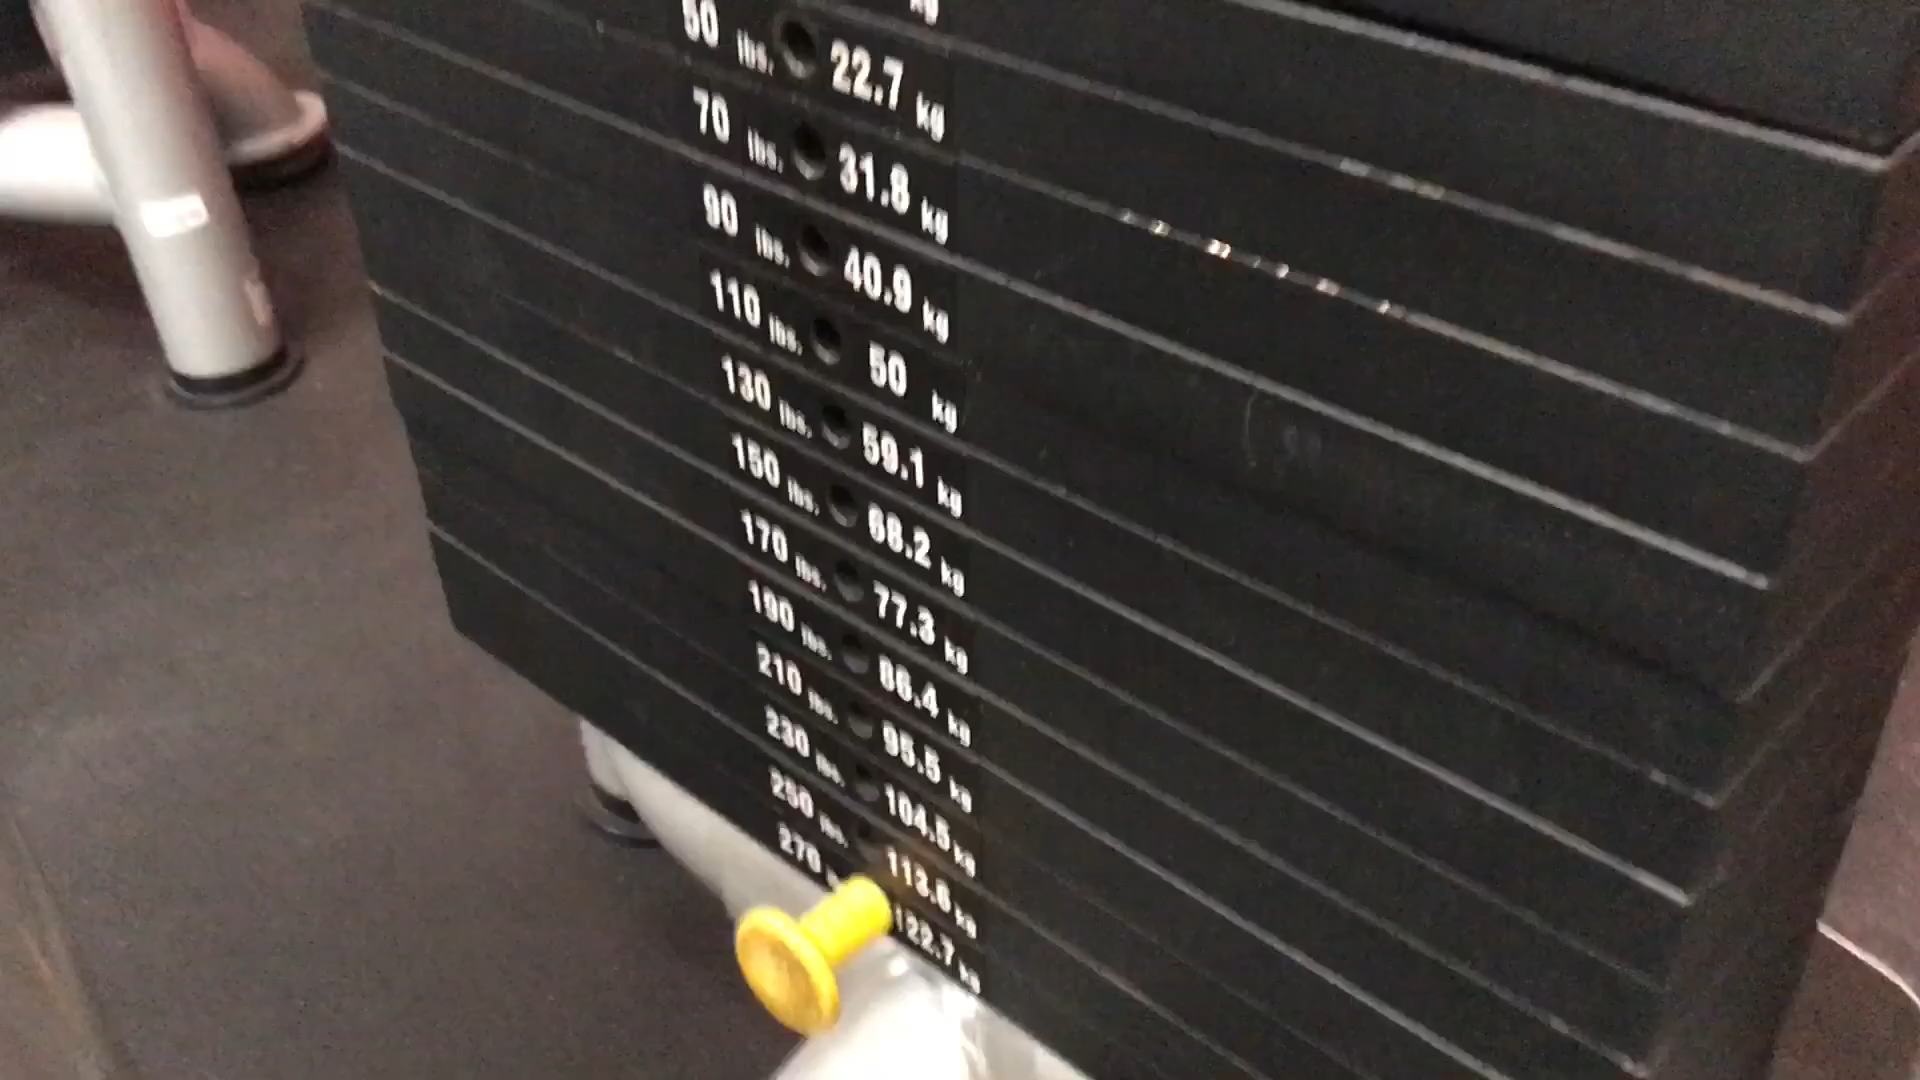 kg
50 lbs. 22.7 kg
70 lbs. 31.8 kg
90 lbs. 40.9 kg
110 lbs. 50 kg
130 lbs. 59.1 kg
150 lbs. 68.2 kg
170 lbs. 77.3 kg
190 lbs. 86.4 kg
210 lbs. 95.5 kg
230 lbs. 104.5 kg
250 lbs. 113.6 kg
270 122.7 kg